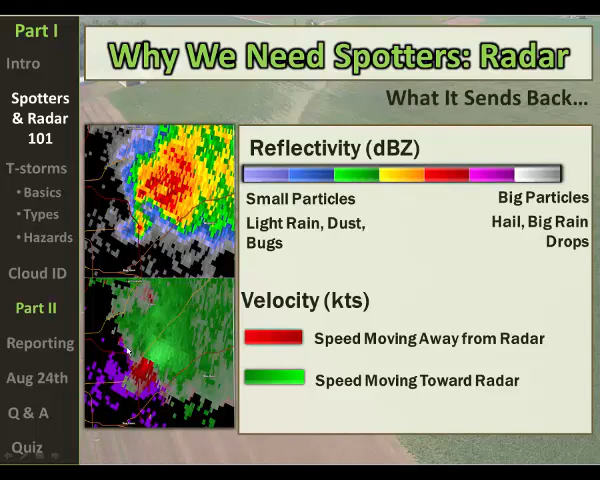 Part I
Intro
Spotters
& Radar
101
T-storms
• Basics
• Types
• Hazards
Cloud ID
Part II
Reporting
Aug 24th
Q & A
Quiz
Why We Need Spotters: Radar
What It Sends Back...
Reflectivity (dBZ)
Small Particles
Big Particles
Light Rain, Dust,
Bugs
Hail, Big Rain
Drops
Velocity (kts)
Speed Moving Away from Radar
Speed Moving Toward Radar